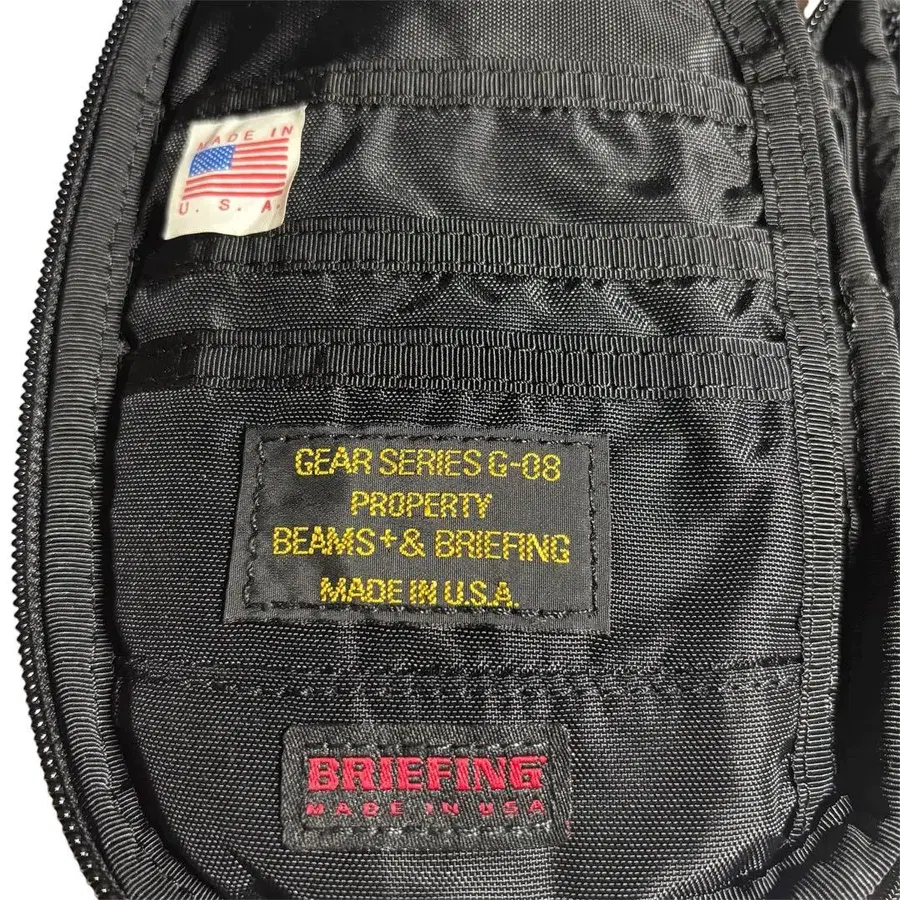 MADE IN
U. S. A.
GEAR SERIES G-08
PROPERTY
BEAMS+ & BRIEFING
MADE IN U.S.A.
BRIEFING
MADE IN USA